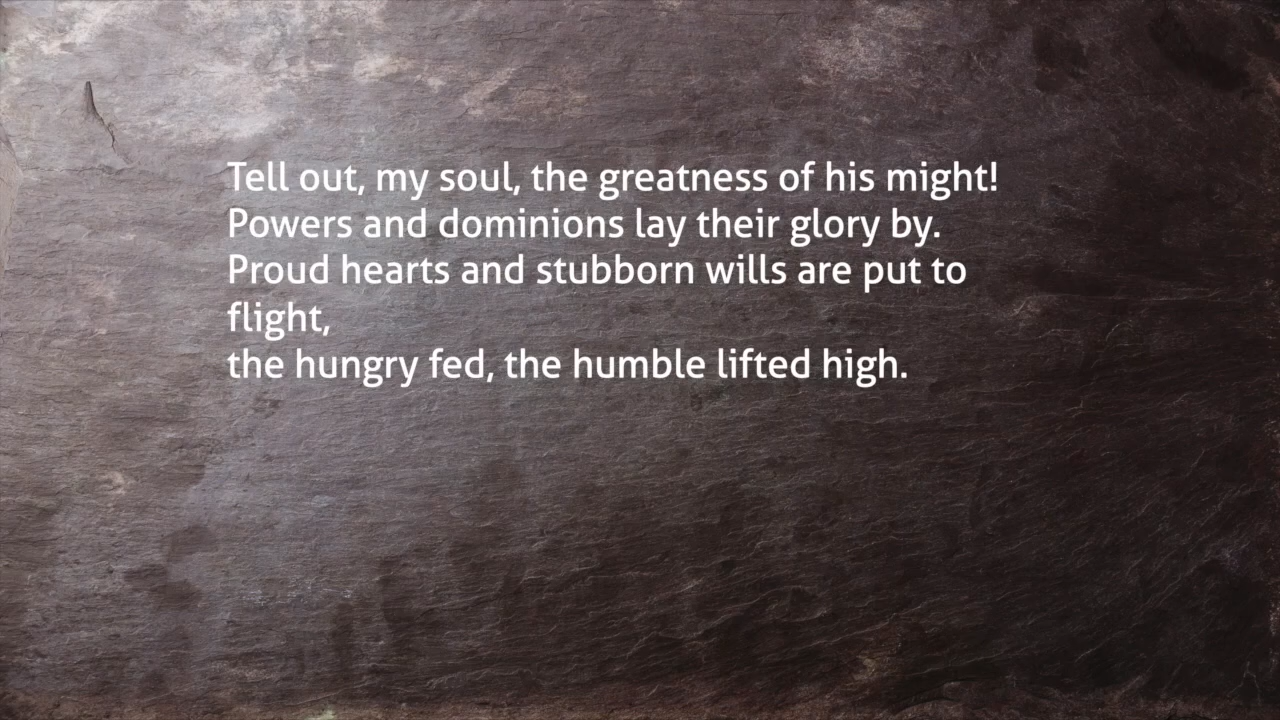 Tell out, my soul, the greatness of his might!
Powers and dominions lay their glory by.
Proud hearts and stubborn wills are put to
flight,
the hungry fed, the humble lifted high.